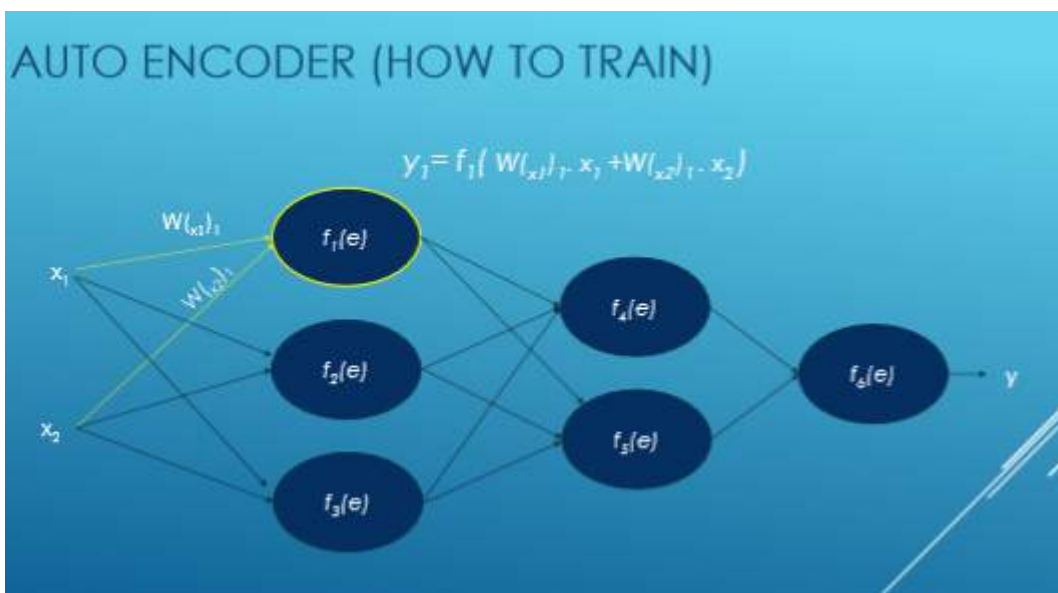 AUTO ENCODER (HOW TO TRAIN)
y₁= f₁( W(ₓ₁)₁. x₁ +W(ₓ₂)₁ . x₂)
W(ₓ₁)₁
f₁(e)
x₁
W(ₓ₂)₁
f₄(e)
f₂(e)
f₆(e)
y
x₂
f₅(e)
f₃(e)